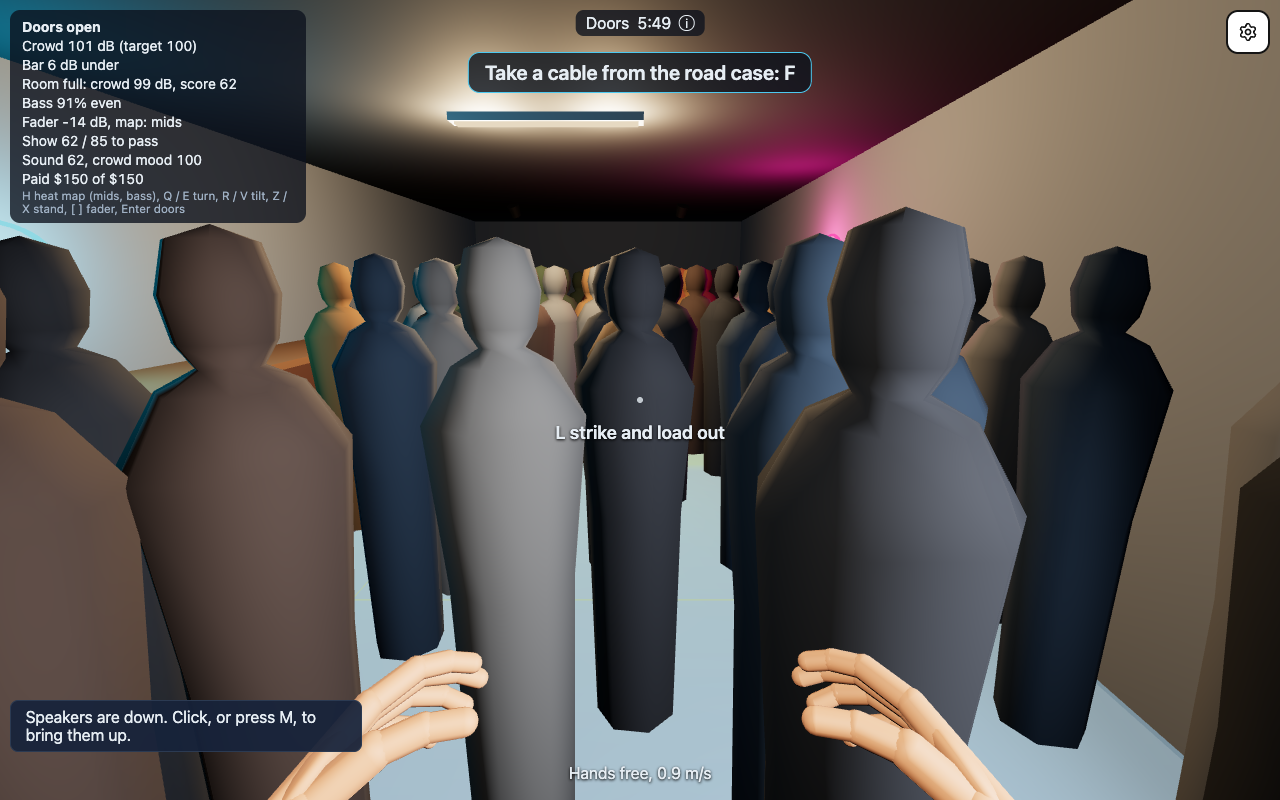 Doors open
Crowd 101 dB (target 100)
Bar 6 dB under
Room full: crowd 99 dB, score 62
Bass 91% even
Fader -14 dB, map: mids
Show 62 / 85 to pass
Sound 62, crowd mood 100
Paid $150 of $150
H heat map (mids, bass), Q / E turn, R / V tilt, Z /
X stand, [ ] fader, Enter doors
Doors 5:49 ⓘ
Take a cable from the road case: F
L strike and load out
Speakers are down. Click, or press M, to
bring them up.
Hands free, 0.9 m/s